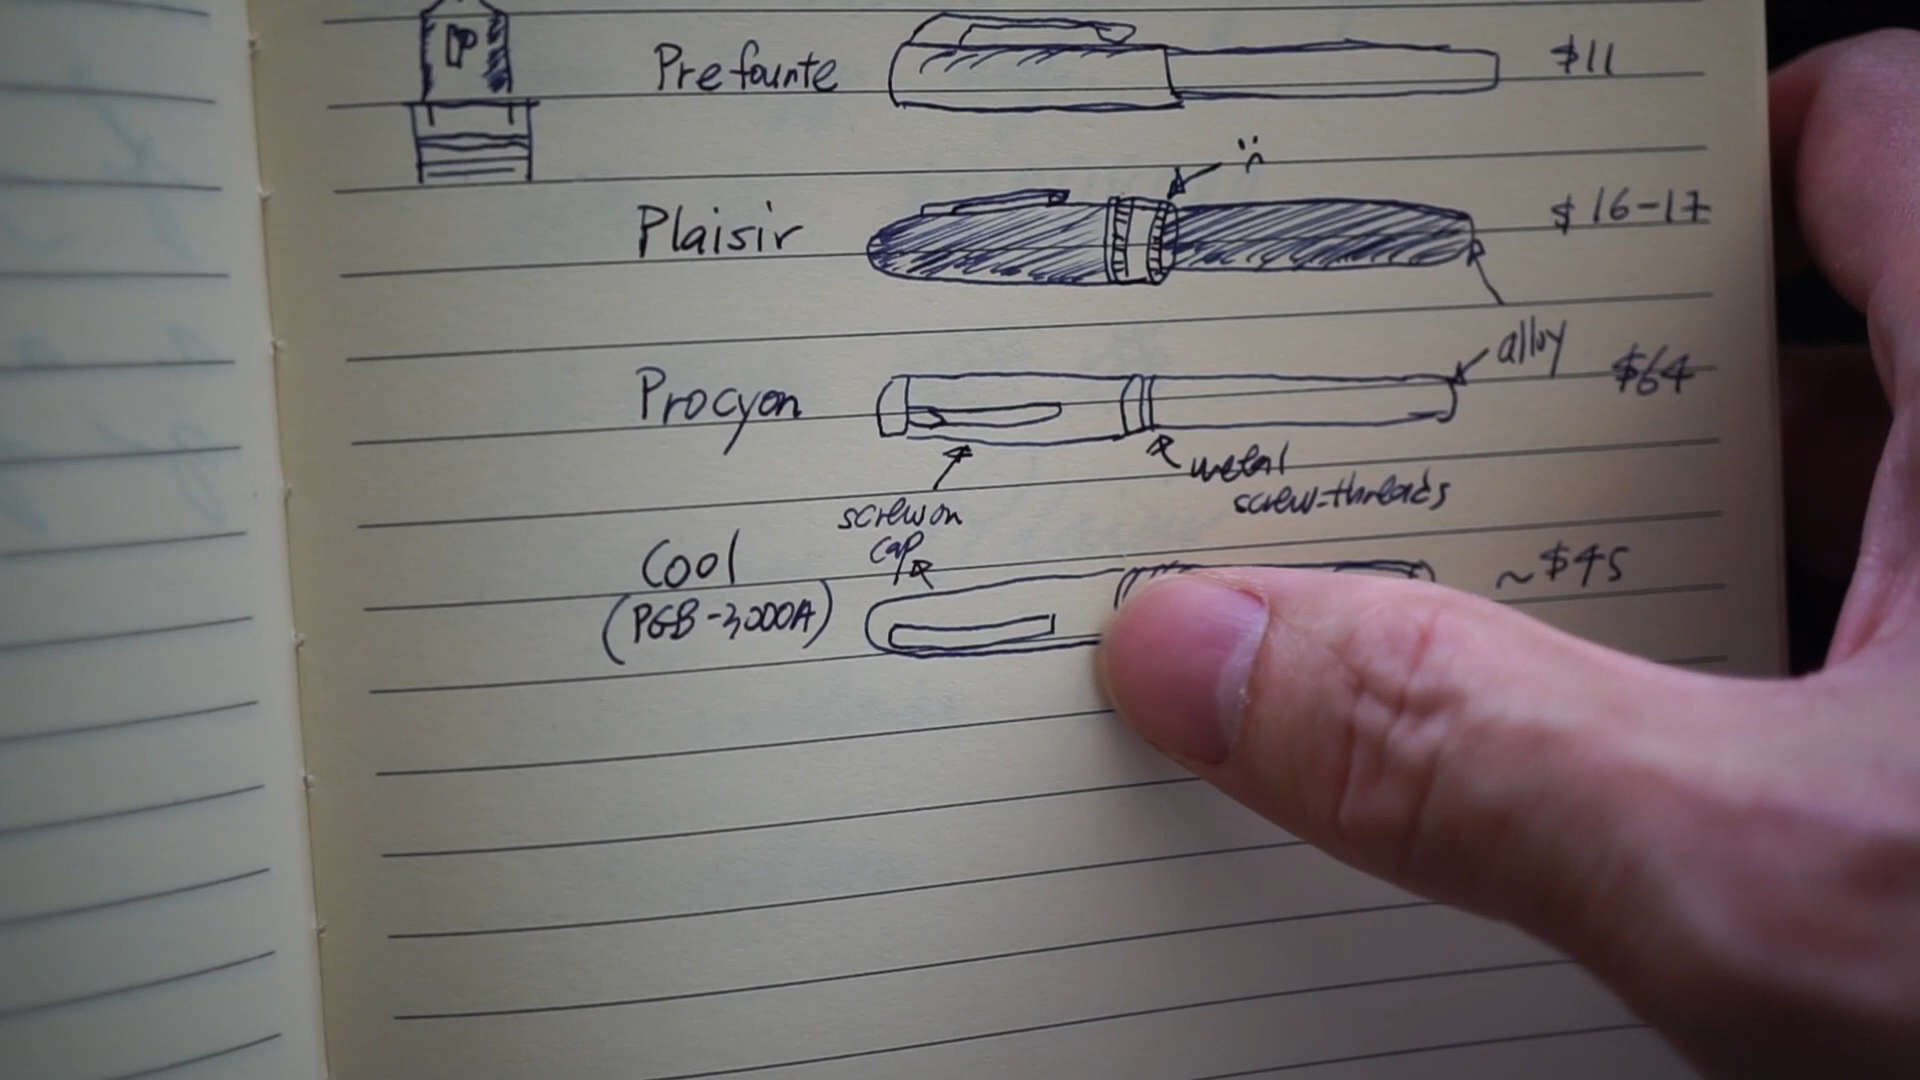 P
Prefounte
$11
Plaisir
$16-17
Procyon
alloy
$64
metal
screw-threads
screw on
cap
Cool
~$45
(PGB-3000A)